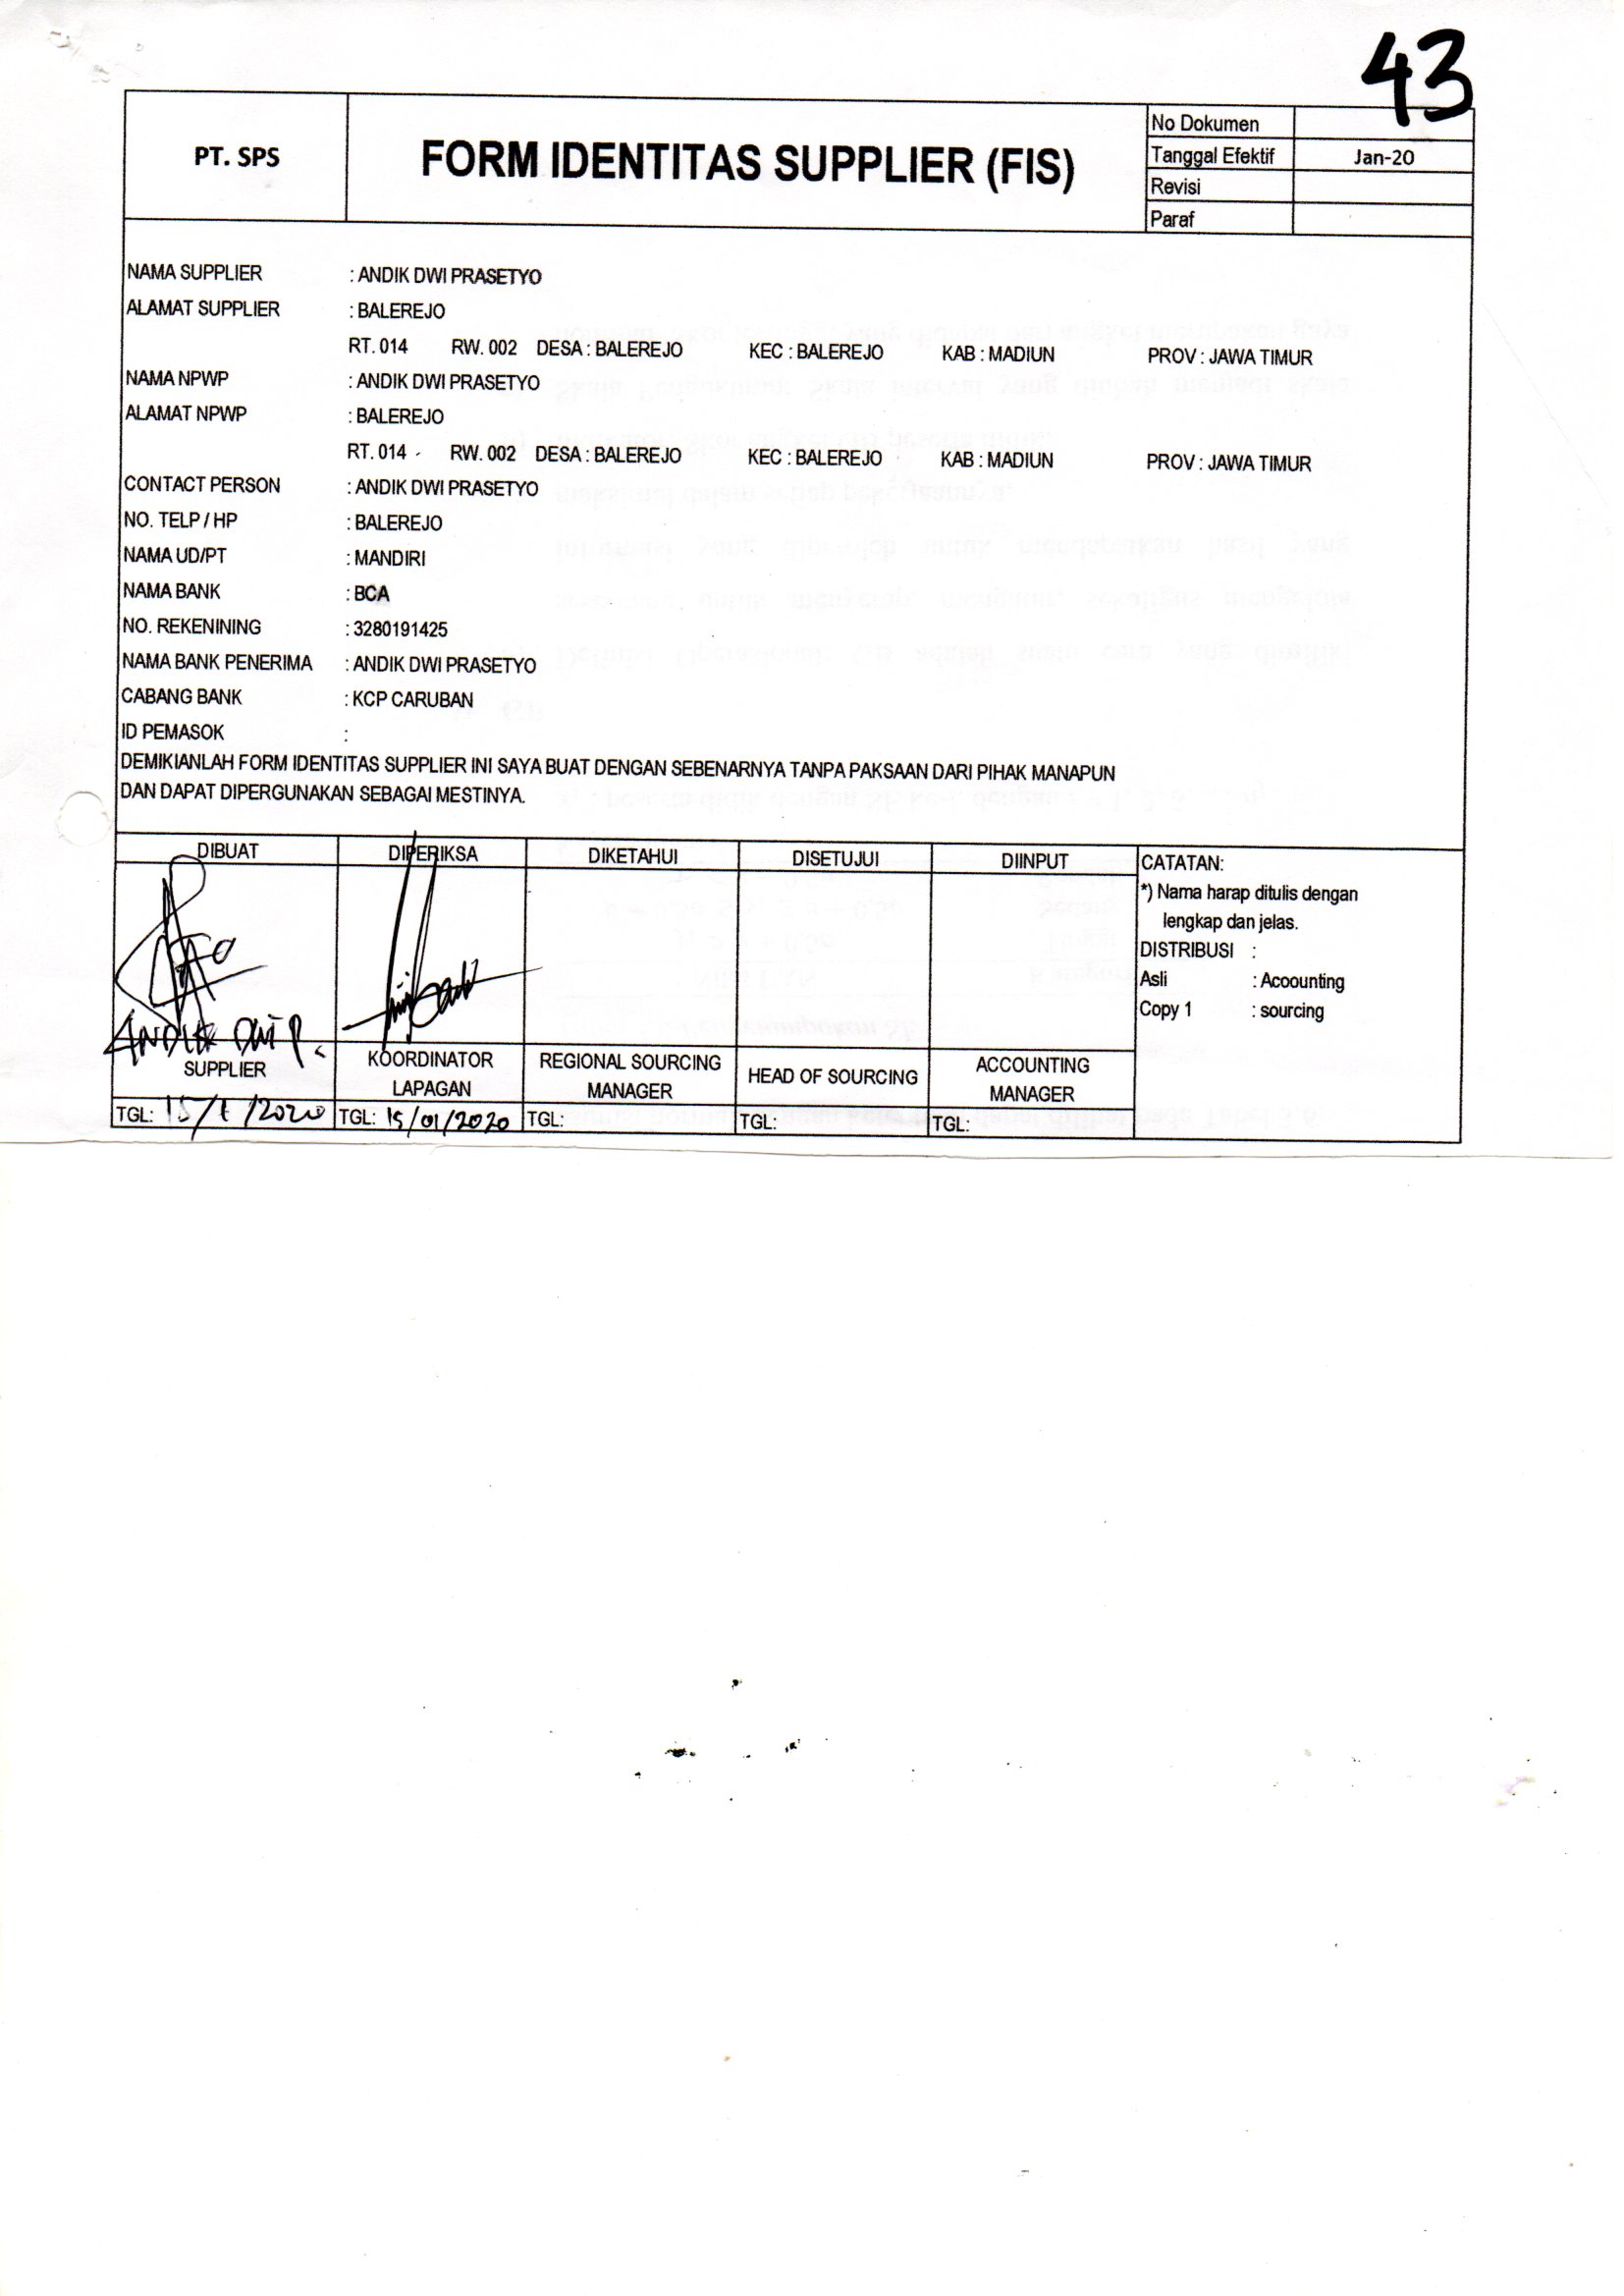 43
PT. SPS
FORM IDENTITAS SUPPLIER (FIS)
No Dokumen
Tanggal Efektif Jan-20
Revisi
Paraf
NAMA SUPPLIER : ANDIK DWI PRASETYO
ALAMAT SUPPLIER : BALEREJO
RT. 014 RW. 002 DESA : BALEREJO KEC : BALEREJO KAB : MADIUN PROV : JAWA TIMUR
NAMA NPWP : ANDIK DWI PRASETYO
ALAMAT NPWP : BALEREJO
RT. 014 RW. 002 DESA : BALEREJO KEC : BALEREJO KAB : MADIUN PROV : JAWA TIMUR
CONTACT PERSON : ANDIK DWI PRASETYO
NO. TELP / HP : BALEREJO
NAMA UD/PT : MANDIRI
NAMA BANK : BCA
NO. REKENINING : 3280191425
NAMA BANK PENERIMA : ANDIK DWI PRASETYO
CABANG BANK : KCP CARUBAN
ID PEMASOK :
DEMIKIANLAH FORM IDENTITAS SUPPLIER INI SAYA BUAT DENGAN SEBENARNYA TANPA PAKSAAN DARI PIHAK MANAPUN
DAN DAPAT DIPERGUNAKAN SEBAGAI MESTINYA.
DIBUAT DIPERIKSA DIKETAHUI DISETUJUI DIINPUT
CATATAN:
*) Nama harap ditulis dengan
lengkap dan jelas.
DISTRIBUSI :
Asli : Acoounting
Copy 1 : sourcing
ANDIK DWI P.
SUPPLIER
KOORDINATOR
LAPAGAN
REGIONAL SOURCING
MANAGER
HEAD OF SOURCING
ACCOUNTING
MANAGER
TGL: 15/1/2020 TGL: 15/01/2020 TGL: TGL: TGL: